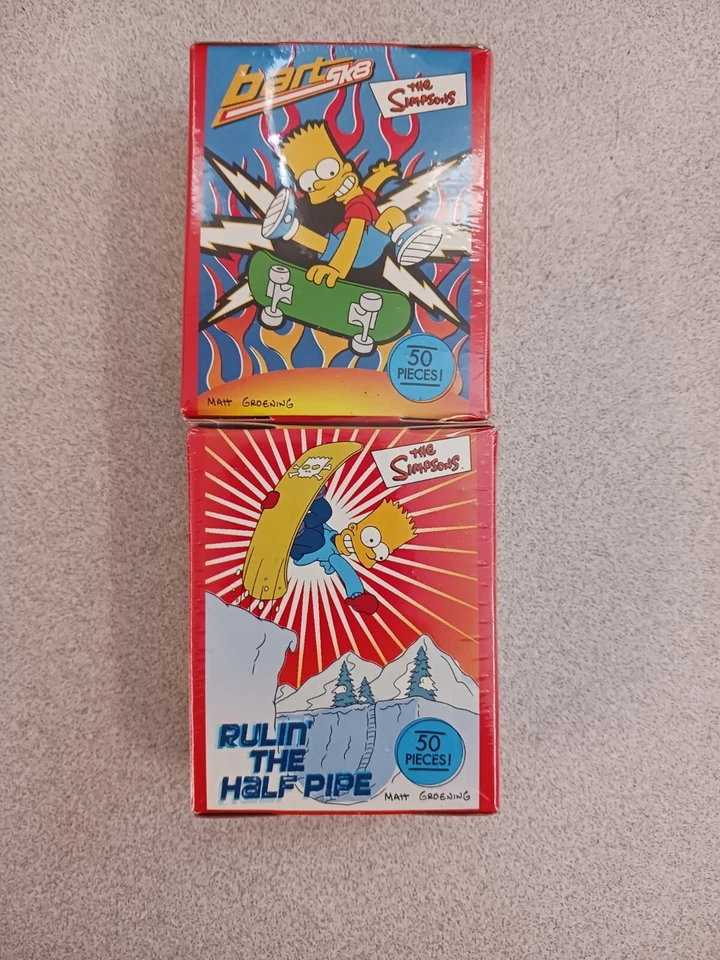 bart SK8
THE
SIMPSONS
50
PIECES!
MATT GROENING
THE
SIMPSONS
RULIN'
THE
HALF PIPE
50
PIECES!
MATT GROENING